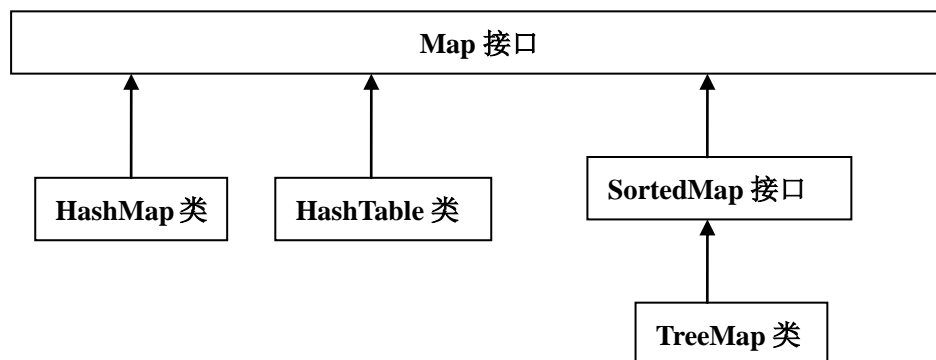 Map 接口
HashMap 类
HashTable 类
SortedMap 接口
TreeMap 类